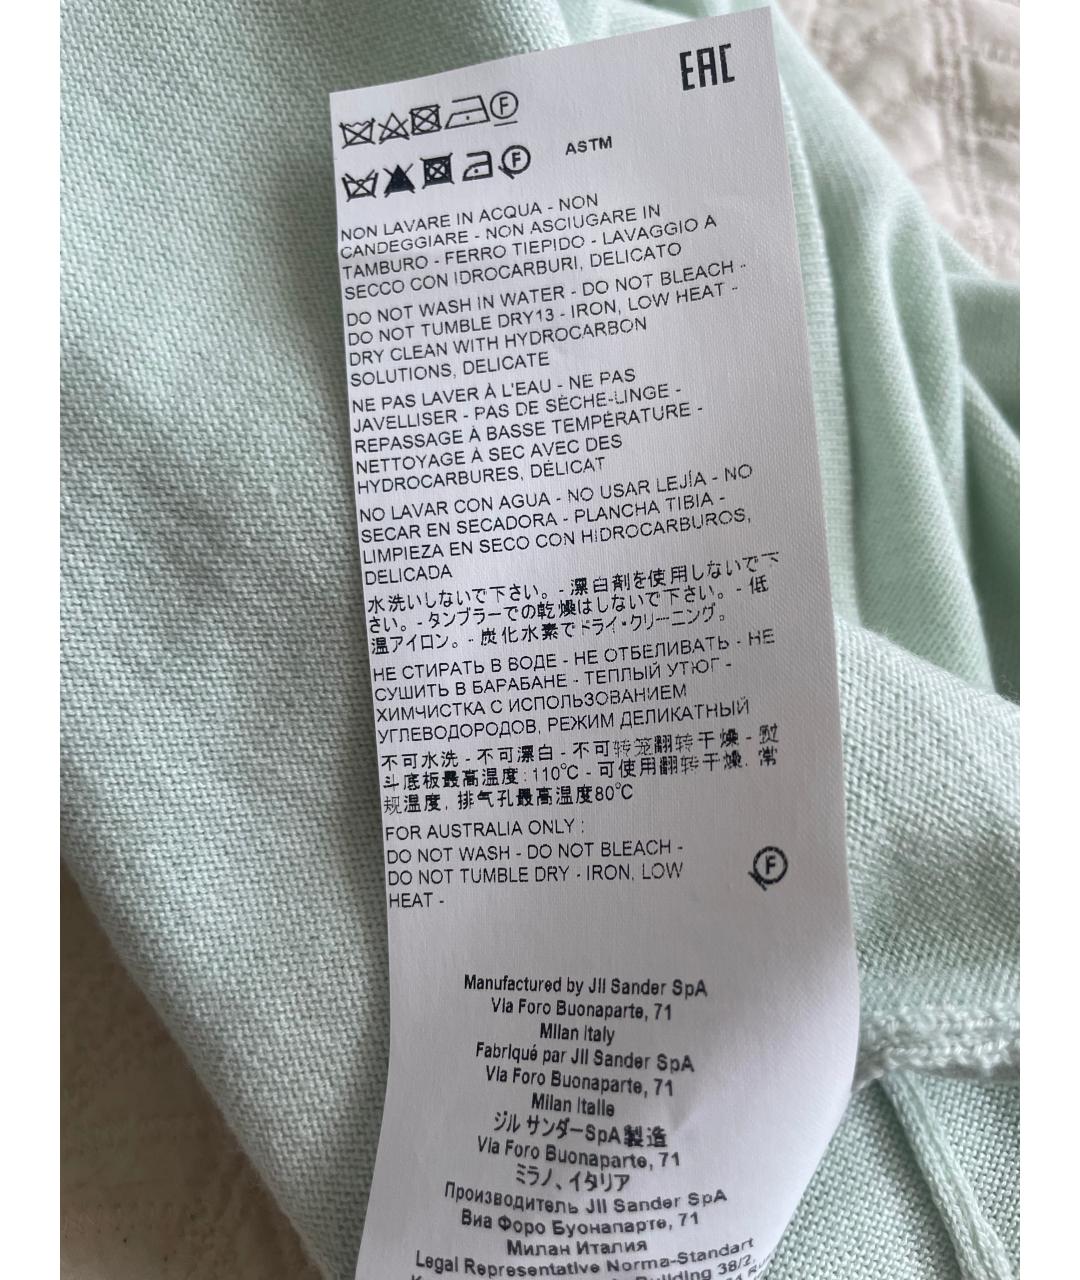 EAC
F
F
ASTM
NON LAVARE IN ACQUA - NON
CANDEGGIARE - NON ASCIUGARE IN
TAMBURO - FERRO TIEPIDO - LAVAGGIO A
SECCO CON IDROCARBURI, DELICATO
DO NOT WASH IN WATER - DO NOT BLEACH -
DO NOT TUMBLE DRY13 - IRON, LOW HEAT -
DRY CLEAN WITH HYDROCARBON
SOLUTIONS, DELICATE
NE PAS LAVER À L'EAU - NE PAS
JAVELLISER - PAS DE SÈCHE-LINGE -
REPASSAGE À BASSE TEMPÉRATURE -
NETTOYAGE À SEC AVEC DES
HYDROCARBURES, DÉLICAT
NO LAVAR CON AGUA - NO USAR LEJÍA - NO
SECAR EN SECADORA - PLANCHA TIBIA -
LIMPIEZA EN SECO CON HIDROCARBUROS,
DELICADA
水洗いしないで下さい。- 漂白剤を使用しないで下
さい。- タンブラーでの乾燥はしないで下さい。- 低
温アイロン。- 炭化水素でドライ・クリーニング。
НЕ СТИРАТЬ В ВОДЕ - НЕ ОТБЕЛИВАТЬ - НЕ
СУШИТЬ В БАРАБАНЕ - ТЕПЛЫЙ УТЮГ -
ХИМЧИСТКА С ИСПОЛЬЗОВАНИЕМ
УГЛЕВОДОРОДОВ, РЕЖИМ ДЕЛИКАТНЫЙ
不可水洗 - 不可漂白 - 不可转笼翻转干燥 - 熨
斗底板最高温度:110℃ - 可使用翻转干燥, 常
规温度, 排气孔最高温度80℃
FOR AUSTRALIA ONLY :
DO NOT WASH - DO NOT BLEACH -
DO NOT TUMBLE DRY - IRON, LOW
HEAT -
F
Manufactured by Jil Sander SpA
Via Foro Buonaparte, 71
Milan Italy
Fabriqué par Jil Sander SpA
Via Foro Buonaparte, 71
Milan Italie
ジル サンダーSpA製造
Via Foro Buonaparte, 71
ミラノ、イタリア
Производитель Jil Sander SpA
Виа Форо Буонапарте, 71
Милан Италия
Legal Representative Norma-Standart
Building 38/2,